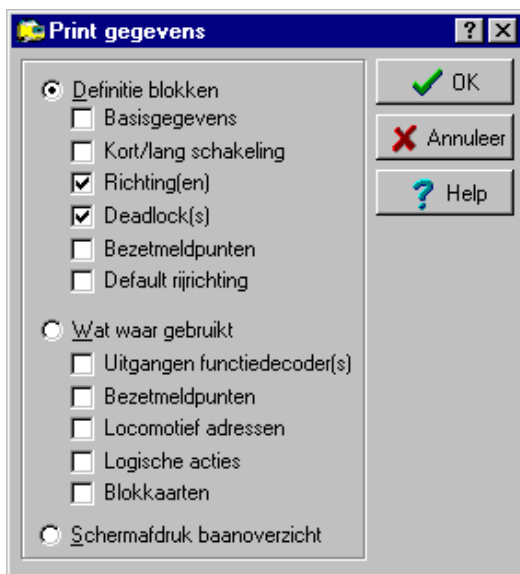 Print gegevens
Definitie blokken
Basisgegevens
Kort/lang schakeling
Richting(en)
Deadlock(s)
Bezetmeldpunten
Default rijrichting
Wat waar gebruikt
Uitgangen functiedecoder(s)
Bezetmeldpunten
Locomotief adressen
Logische acties
Blokkaarten
Schermafdruk baanoverzicht
OK
Annuleer
Help